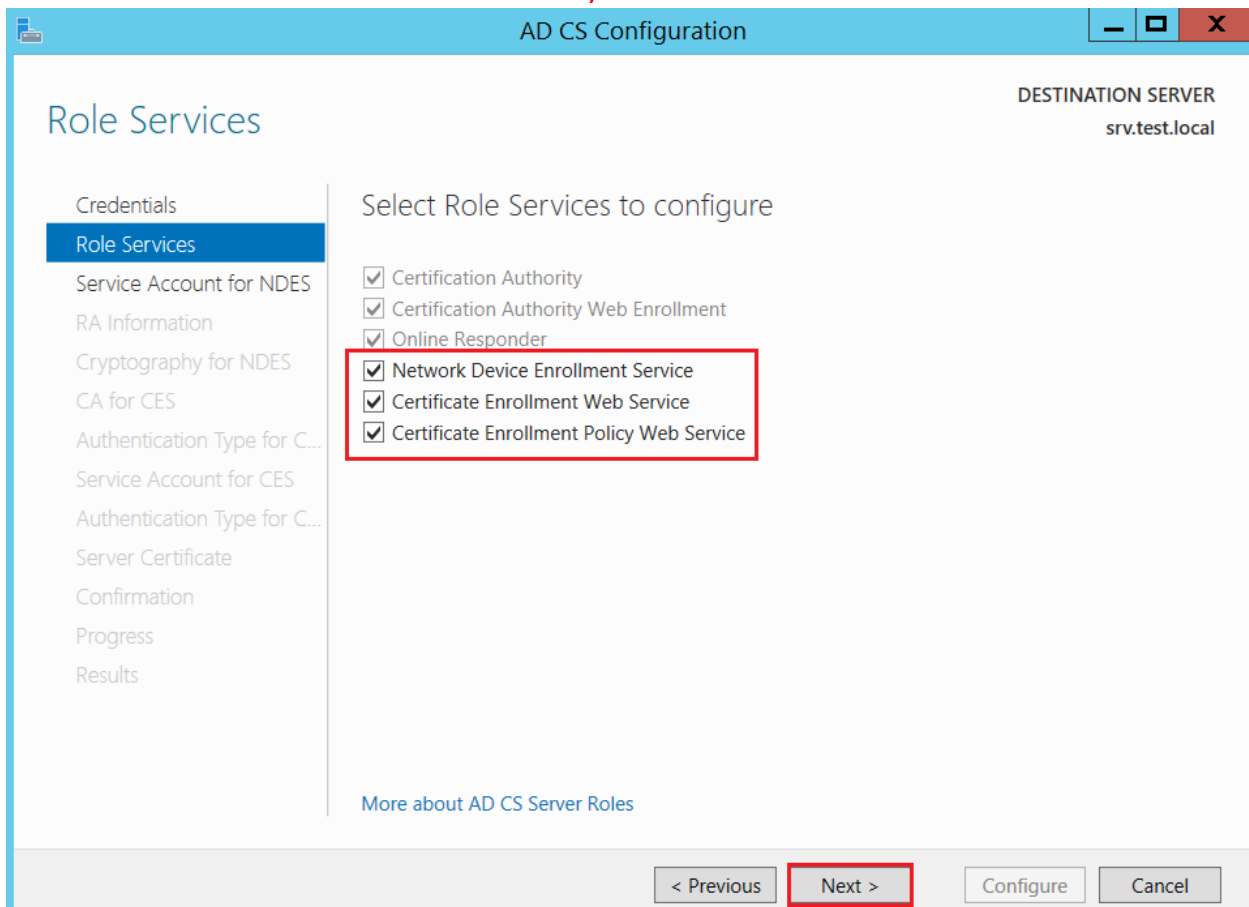 AD CS Configuration
X
Role Services
DESTINATION SERVER
srv.test.local
Credentials
Role Services
Service Account for NDES
RA Information
Cryptography for NDES
CA for CES
Authentication Type for C...
Service Account for CES
Authentication Type for C...
Server Certificate
Confirmation
Progress
Results
Select Role Services to configure
Certification Authority
Certification Authority Web Enrollment
Online Responder
Network Device Enrollment Service
Certificate Enrollment Web Service
Certificate Enrollment Policy Web Service
More about AD CS Server Roles
< Previous
Next >
Configure
Cancel